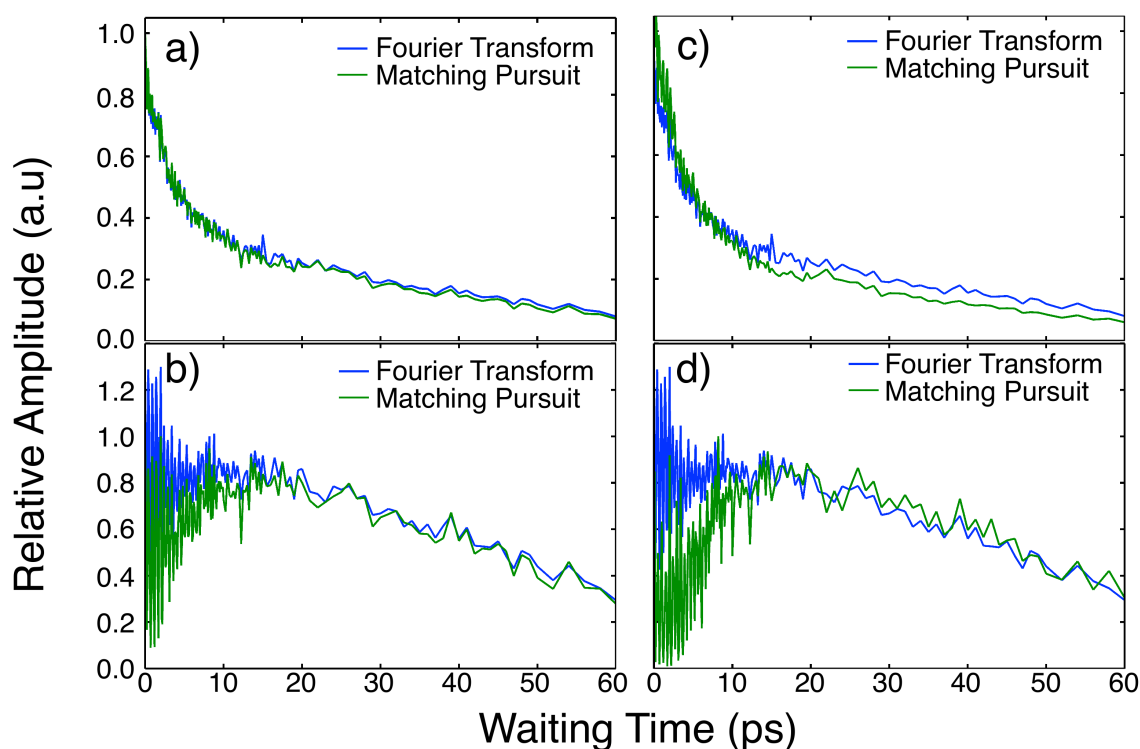 a)
Fourier Transform
Matching Pursuit
c)
Fourier Transform
Matching Pursuit
1.0
0.8
0.6
0.4
0.2
0.0
b)
Fourier Transform
Matching Pursuit
d)
Fourier Transform
Matching Pursuit
1.2
1.0
0.8
0.6
0.4
0.2
0.0
0 10 20 30 40 50 60
0 10 20 30 40 50 60
Relative Amplitude (a.u)
Waiting Time (ps)